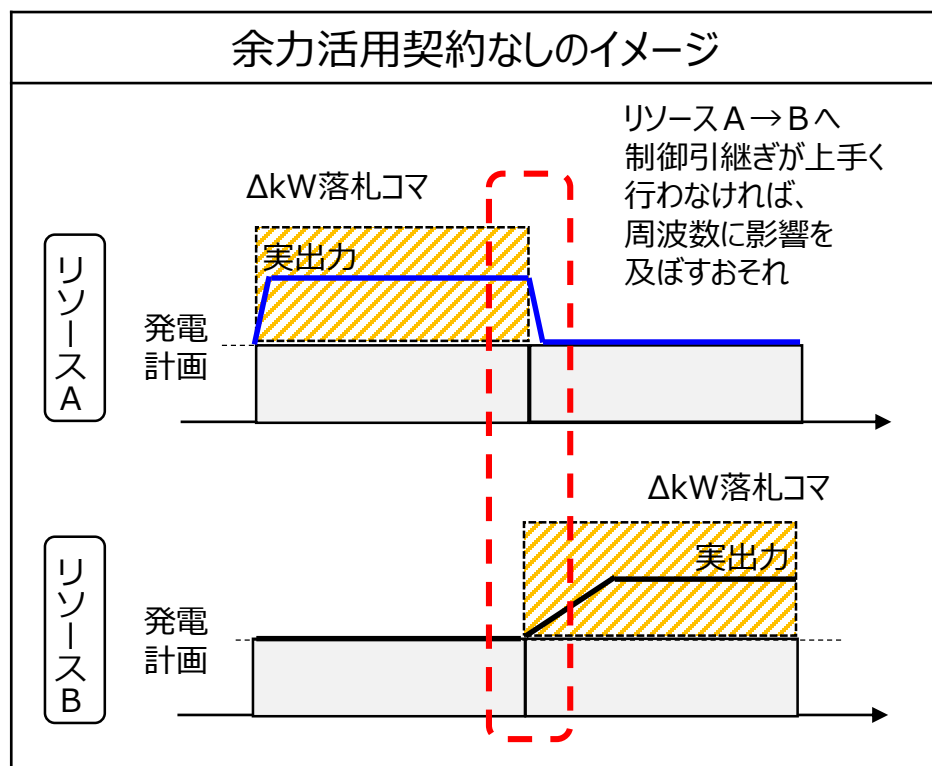 余力活用契約なしのイメージ
リソースA→Bへ
制御引継ぎが上手く
行わなければ、
周波数に影響を
及ぼすおそれ
ΔkW落札コマ
実出力
リソースA
発電
計画
ΔkW落札コマ
実出力
リソースB
発電
計画